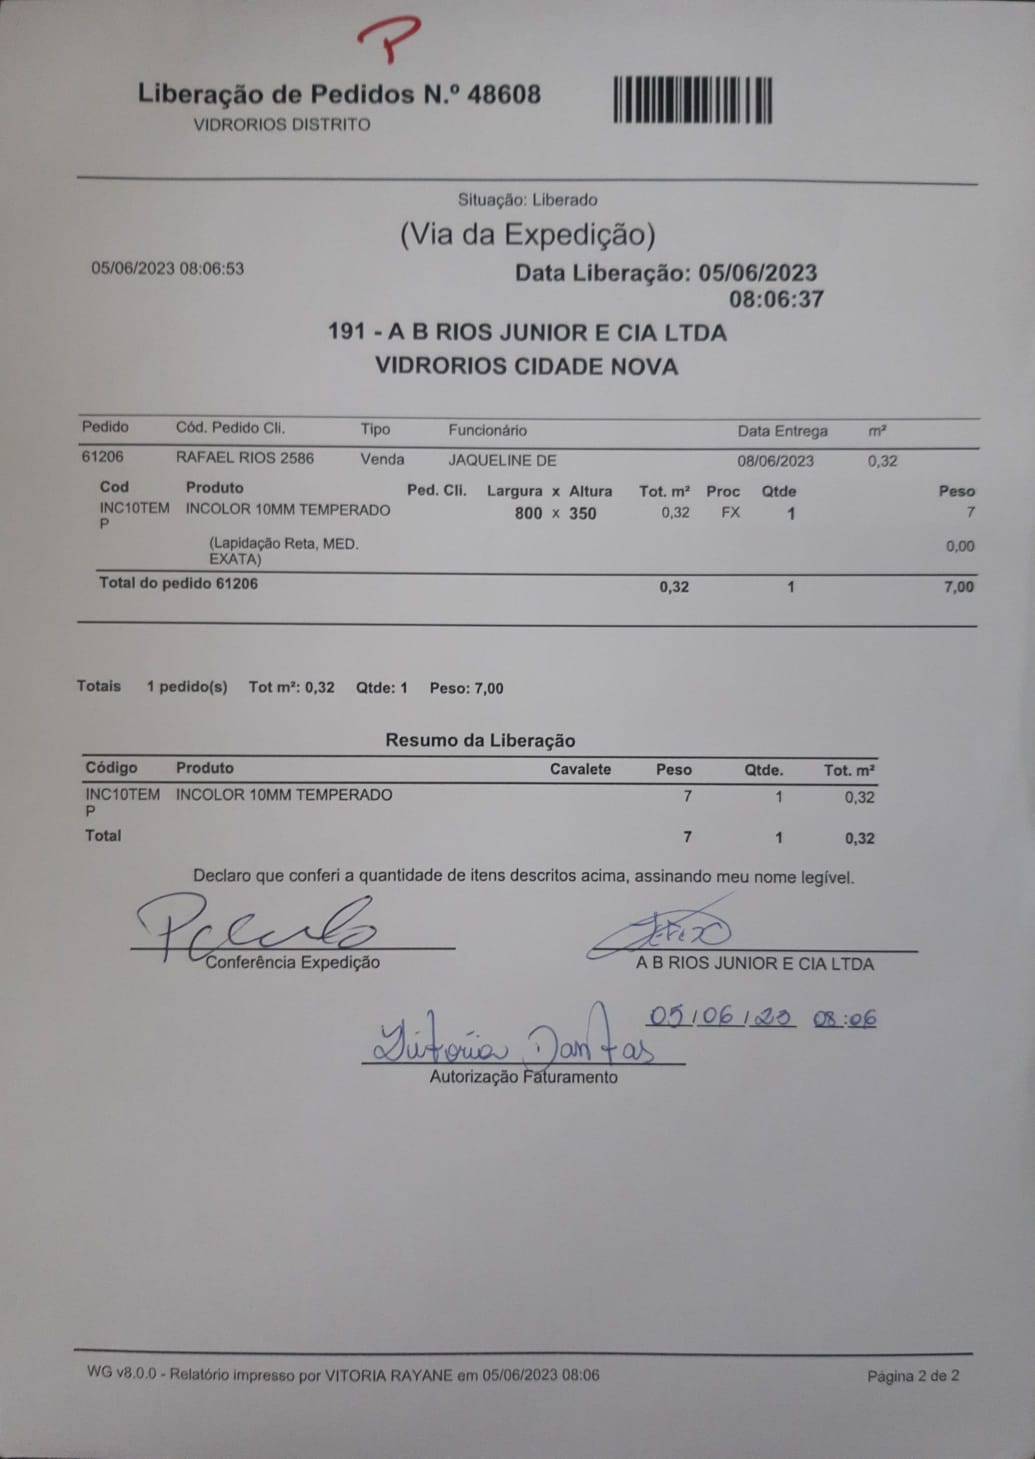 P
Liberação de Pedidos N.º 48608
VIDRORIOS DISTRITO
Situação: Liberado
(Via da Expedição)
05/06/2023 08:06:53
Data Liberação: 05/06/2023
08:06:37
191 - A B RIOS JUNIOR E CIA LTDA
VIDRORIOS CIDADE NOVA
Pedido Cód. Pedido Cli. Tipo Funcionário Data Entrega m²
61206 RAFAEL RIOS 2586 Venda JAQUELINE DE 08/06/2023 0,32
Cod Produto Ped. Cli. Largura x Altura Tot. m² Proc Qtde Peso
INC10TEM INCOLOR 10MM TEMPERADO 800 x 350 0,32 FX 1 7
P
(Lapidação Reta, MED. 0,00
EXATA)
Total do pedido 61206 0,32 1 7,00
Totais 1 pedido(s) Tot m²: 0,32 Qtde: 1 Peso: 7,00
Resumo da Liberação
Código Produto Cavalete Peso Qtde. Tot. m²
INC10TEM INCOLOR 10MM TEMPERADO 7 1 0,32
P
Total 7 1 0,32
Declaro que conferi a quantidade de itens descritos acima, assinando meu nome legível.
Conferência Expedição
A B RIOS JUNIOR E CIA LTDA
05/06/23 08:06
Vitoria Dantas
Autorização Faturamento
WG v8.0.0 - Relatório impresso por VITORIA RAYANE em 05/06/2023 08:06 Página 2 de 2